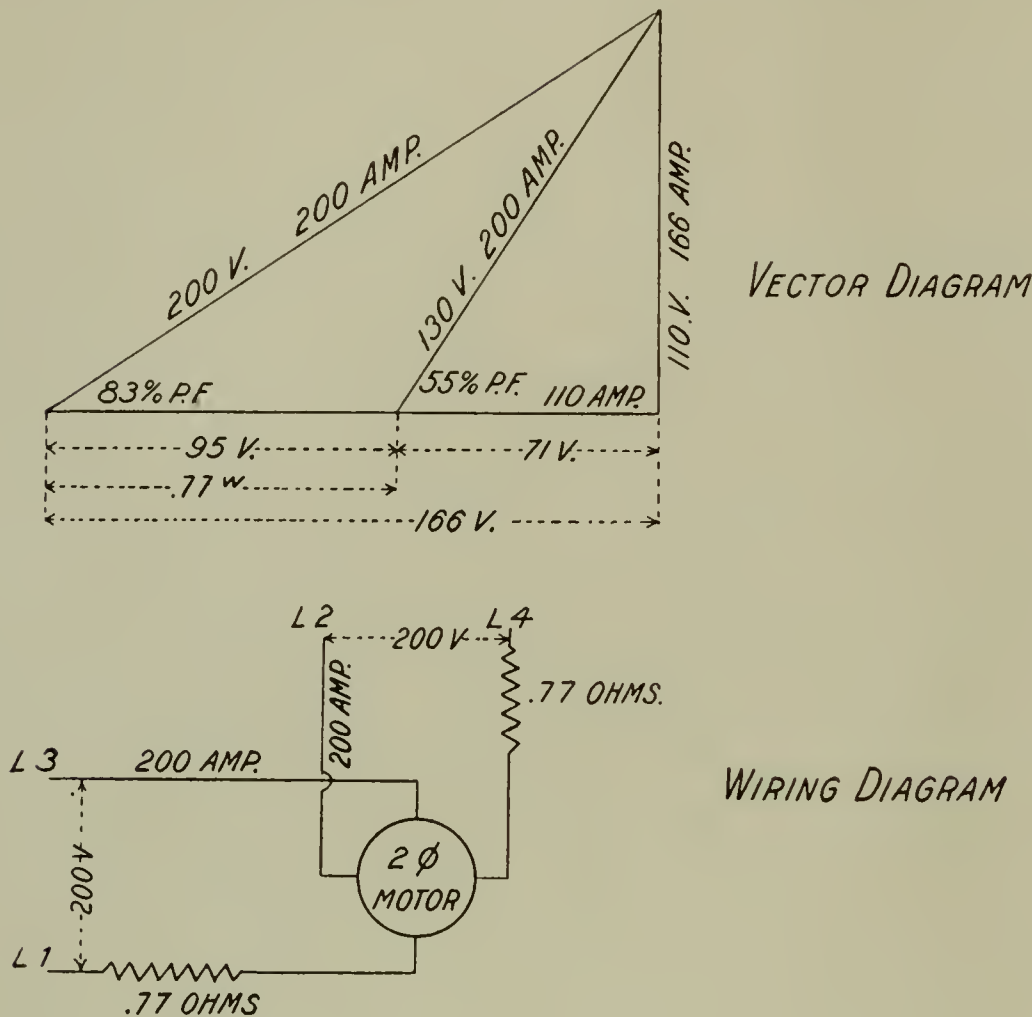 200 V. 200 AMP.
130 V. 200 AMP.
110.V. 166 AMP.
VECTOR DIAGRAM
83% P.F
55% P.F.
110 AMP.
95 V.
71 V.
.77 w
166 V.
L2
L4
200 V
200 AMP.
.77 OHMS.
L3
200 AMP.
WIRING DIAGRAM
200 V
2 ø
MOTOR
L1
.77 OHMS